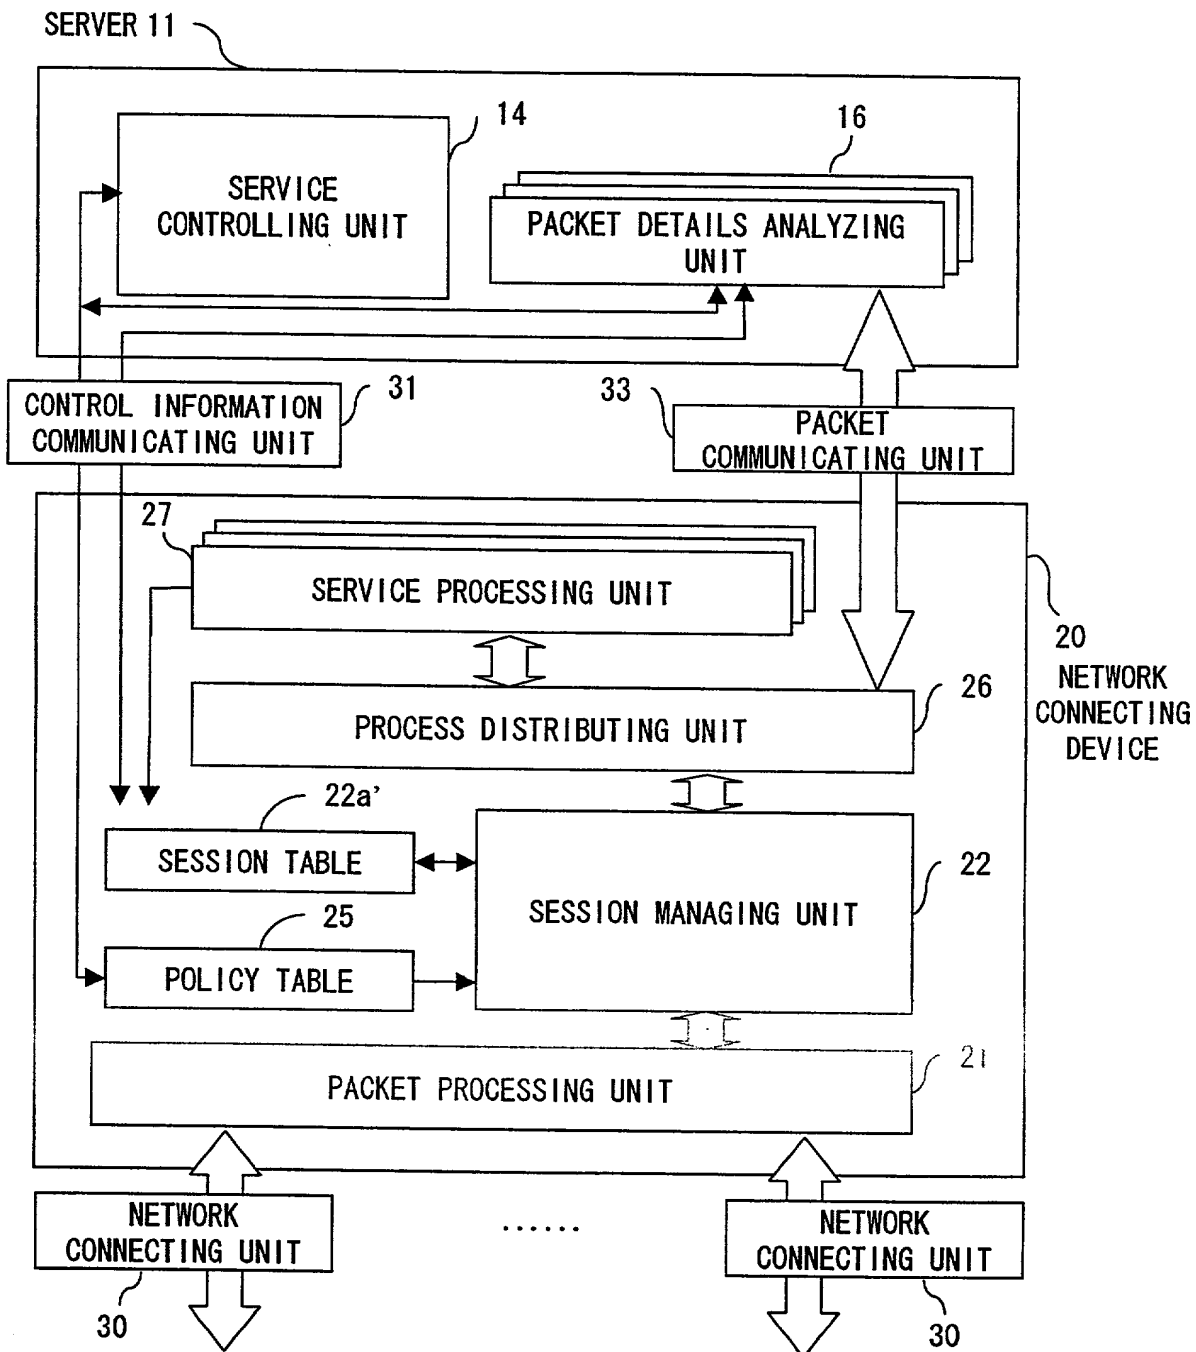 SERVER 11
14
16
SERVICE
CONTROLLING UNIT
PACKET DETAILS ANALYZING
UNIT
31
33
CONTROL INFORMATION
COMMUNICATING UNIT
PACKET
COMMUNICATING UNIT
27
SERVICE PROCESSING UNIT
20
NETWORK
CONNECTING
DEVICE
26
PROCESS DISTRIBUTING UNIT
22a'
SESSION TABLE
22
SESSION MANAGING UNIT
25
POLICY TABLE
21
PACKET PROCESSING UNIT
NETWORK
CONNECTING UNIT
......
NETWORK
CONNECTING UNIT
30
30